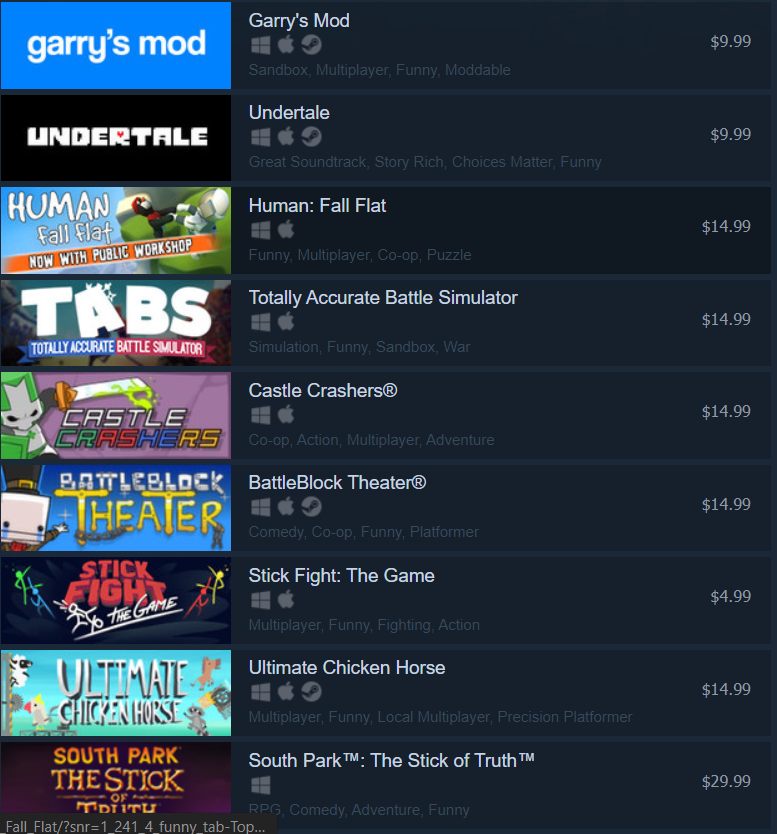 garry's mod
Garry's Mod
$9.99
Sandbox, Multiplayer, Funny, Moddable
UNDERTALE
Undertale
$9.99
Great Soundtrack, Story Rich, Choices Matter, Funny
HUMAN
fall flat
NOW WITH PUBLIC WORKSHOP
Human: Fall Flat
$14.99
Funny, Multiplayer, Co-op, Puzzle
TABS
TOTALLY ACCURATE BATTLE SIMULATOR
Totally Accurate Battle Simulator
$14.99
Simulation, Funny, Sandbox, War
CASTLE
CRASHERS
Castle Crashers®
$14.99
Co-op, Action, Multiplayer, Adventure
BATTLEBLOCK
THEATER
BattleBlock Theater®
$14.99
Comedy, Co-op, Funny, Platformer
STICK
FIGHT
THE GAME
Stick Fight: The Game
$4.99
Multiplayer, Funny, Fighting, Action
ULTIMATE
CHICKEN HORSE
Ultimate Chicken Horse
$14.99
Multiplayer, Funny, Local Multiplayer, Precision Platformer
SOUTH PARK
THE STICK
OF
TRUTH
South Park™: The Stick of Truth™
$29.99
RPG, Comedy, Adventure, Funny
_Fall_Flat/?snr=1_241_4_funny_tab-Top...